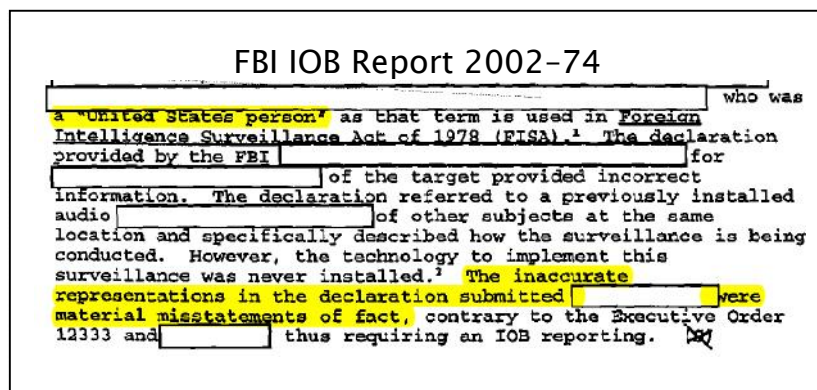 FBI IOB Report 2002-74
who was
a "United States person" as that term is used in Foreign
Intelligence Surveillance Act of 1978 (FISA).¹ The declaration
provided by the FBI for
of the target provided incorrect
information. The declaration referred to a previously installed
audio of other subjects at the same
location and specifically described how the surveillance is being
conducted. However, the technology to implement this
surveillance was never installed.² The inaccurate
representations in the declaration submitted were
material misstatements of fact, contrary to the Executive Order
12333 and thus requiring an IOB reporting.